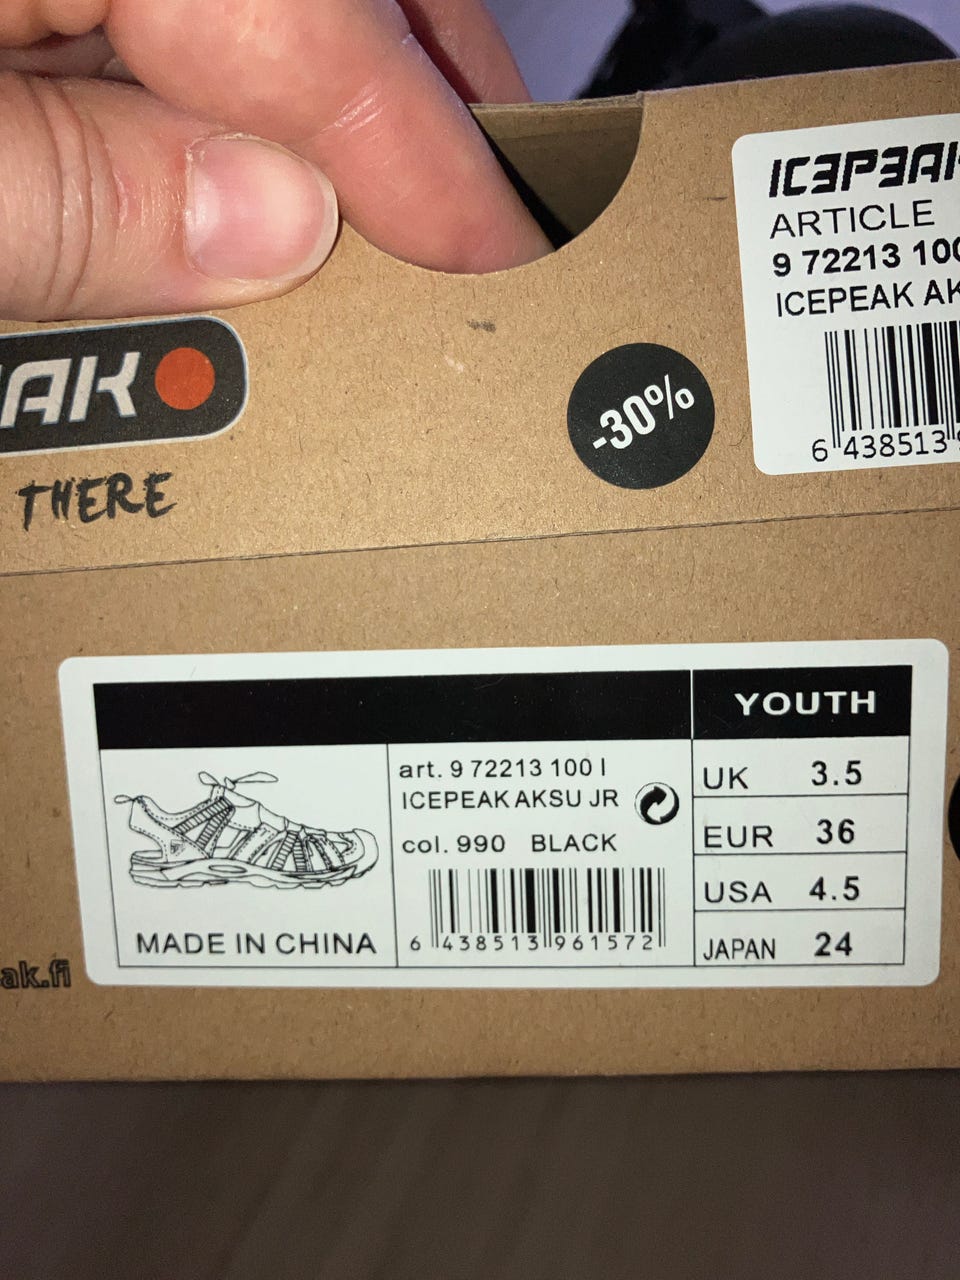 ICEPEAK
ARTICLE
9 72213 100
ICEPEAK AK
6 438513
AK
THERE
-30%
YOUTH
art. 9 72213 100 I
ICEPEAK AKSU JR
col. 990 BLACK
6 438513 961572
MADE IN CHINA
UK 3.5
EUR 36
USA 4.5
JAPAN 24
ak.fi